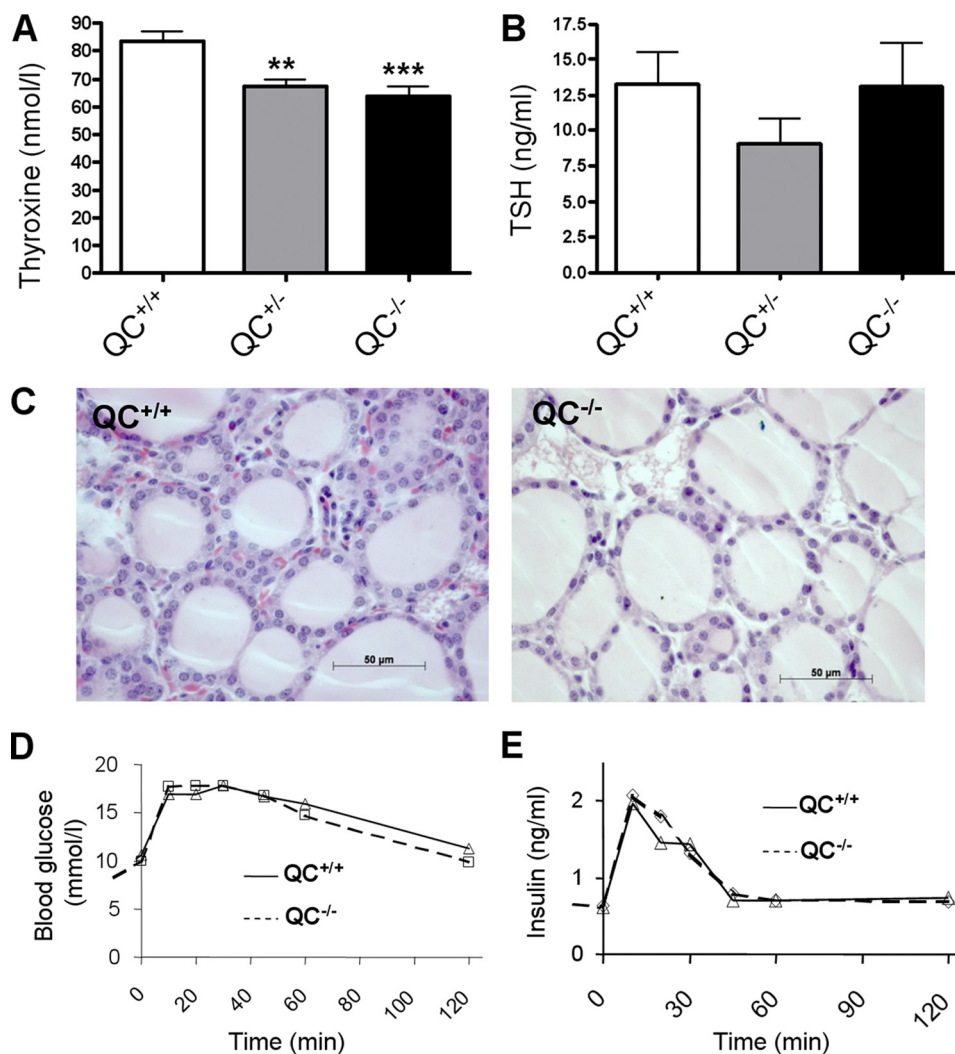 A
Thyroxine (nmol/l)
90
80
70
60
50
40
30
20
10
0
**
***
QC+/+
QC+/-
QC-/-
B
TSH (ng/ml)
17.5
15.0
12.5
10.0
7.5
5.0
2.5
0.0
QC+/+
QC+/-
QC-/-
C
QC+/+
50 µm
QC-/-
50 µm
D
Blood glucose
(mmol/l)
20
15
10
5
0
QC+/+
QC-/-
0 20 40 60 80 100 120
Time (min)
E
Insulin (ng/ml)
2
1
0
QC+/+
QC-/-
0 30 60 90 120
Time (min)